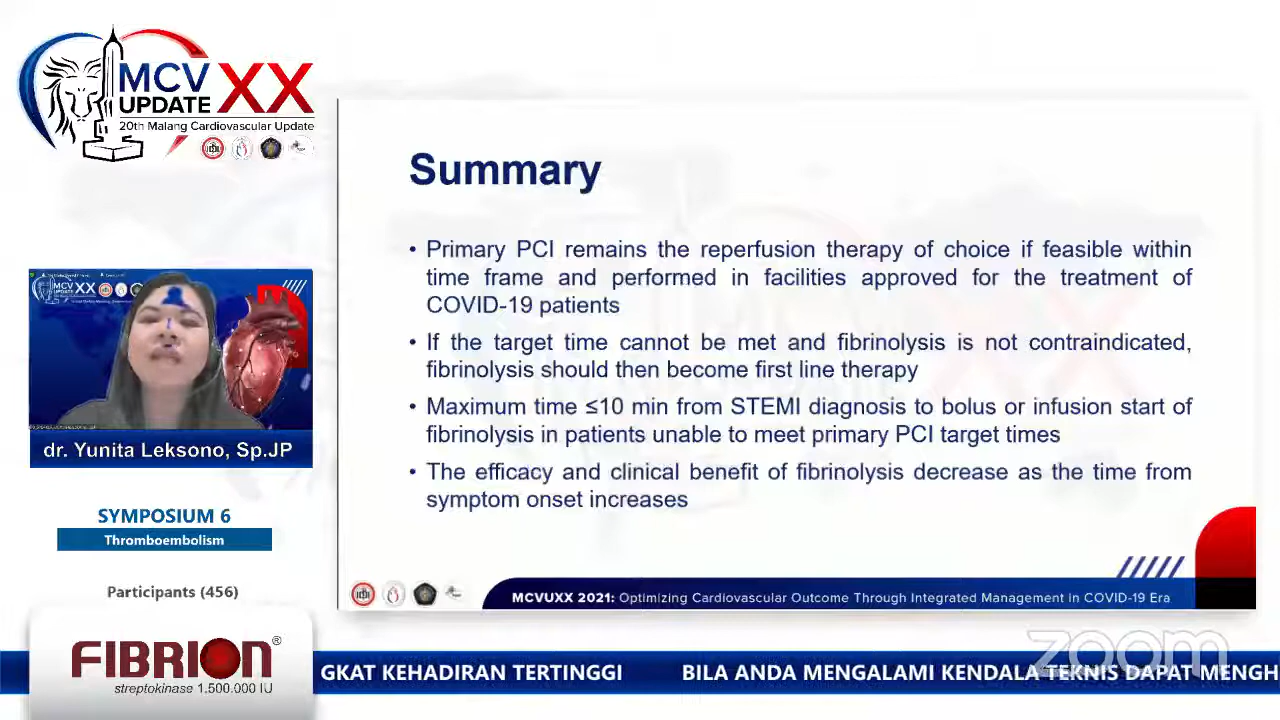 MCV
UPDATE
XX
20th Malang Cardiovascular Update
Summary
• Primary PCI remains the reperfusion therapy of choice if feasible within
time frame and performed in facilities approved for the treatment of
COVID-19 patients
• If the target time cannot be met and fibrinolysis is not contraindicated,
fibrinolysis should then become first line therapy
• Maximum time ≤10 min from STEMI diagnosis to bolus or infusion start of
fibrinolysis in patients unable to meet primary PCI target times
• The efficacy and clinical benefit of fibrinolysis decrease as the time from
symptom onset increases
MCV
UPDATE
XX
dr. Yunita Leksono, Sp.JP
SYMPOSIUM 6
Thromboembolism
Participants (456)
MCVUXX 2021: Optimizing Cardiovascular Outcome Through Integrated Management in COVID-19 Era
zoom
FIBRION®
streptokinase 1.500.000 IU
GKAT KEHADIRAN TERTINGGI BILA ANDA MENGALAMI KENDALA TEKNIS DAPAT MENGH